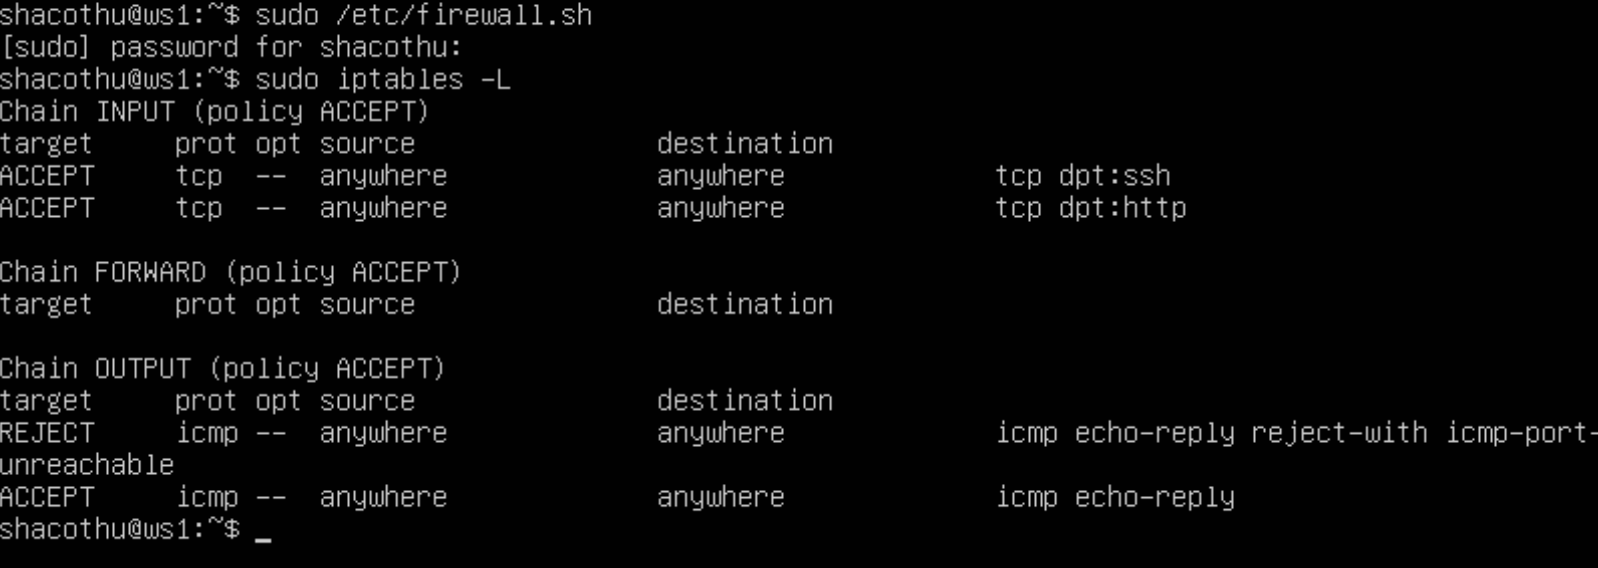 shacothu@ws1:~$ sudo /etc/firewall.sh
[sudo] password for shacothu:
shacothu@ws1:~$ sudo iptables -L
Chain INPUT (policy ACCEPT)
target     prot opt source               destination
ACCEPT     tcp  --  anywhere             anywhere             tcp dpt:ssh
ACCEPT     tcp  --  anywhere             anywhere             tcp dpt:http

Chain FORWARD (policy ACCEPT)
target     prot opt source               destination

Chain OUTPUT (policy ACCEPT)
target     prot opt source               destination
REJECT     icmp --  anywhere             anywhere             icmp echo-reply reject-with icmp-port-
unreachable
ACCEPT     icmp --  anywhere             anywhere             icmp echo-reply
shacothu@ws1:~$ _